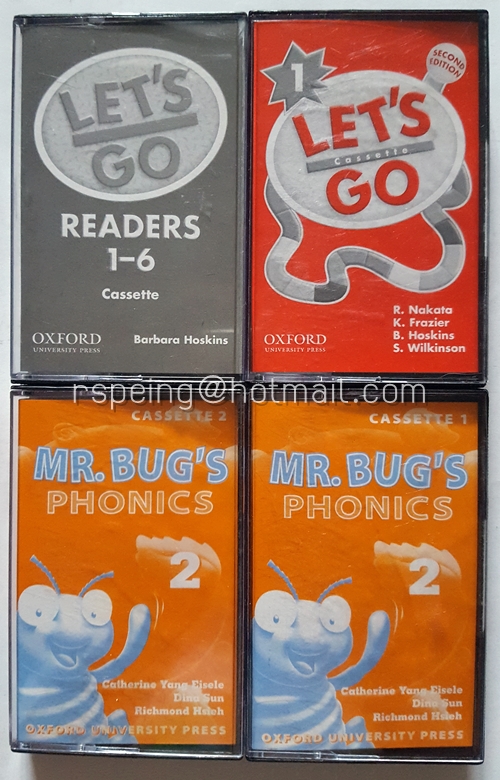 LET'S
GO
READERS
1–6
Cassette
OXFORD
UNIVERSITY PRESS
Barbara Hoskins
1
SECOND
EDITION
LET'S
Cassette
GO
R. Nakata
K. Frazier
B. Hoskins
S. Wilkinson
OXFORD
UNIVERSITY PRESS
rspeing@hotmail.com
CASSETTE 2
MR. BUG'S
PHONICS
2
Catherine Yang Eisele
Dino Sun
Richmond Hsieh
OXFORD UNIVERSITY PRESS
CASSETTE 1
MR. BUG'S
PHONICS
2
Catherine Yang Eisele
Dino Sun
Richmond Hsieh
OXFORD UNIVERSITY PRESS